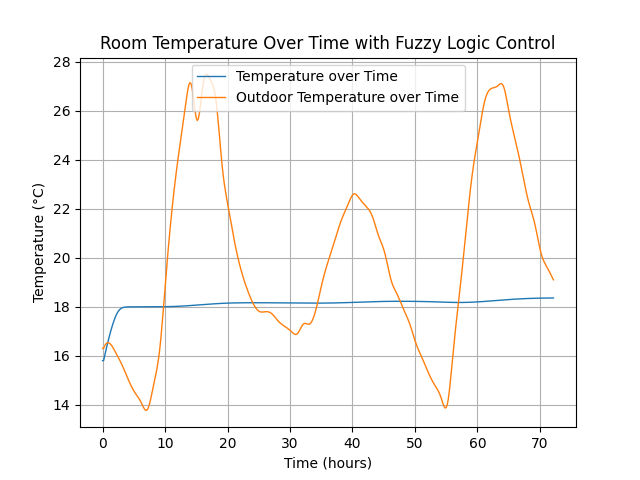 Room Temperature Over Time with Fuzzy Logic Control
Temperature over Time
Outdoor Temperature over Time
28
26
24
22
20
18
16
14
Temperature (°C)
0 10 20 30 40 50 60 70
Time (hours)